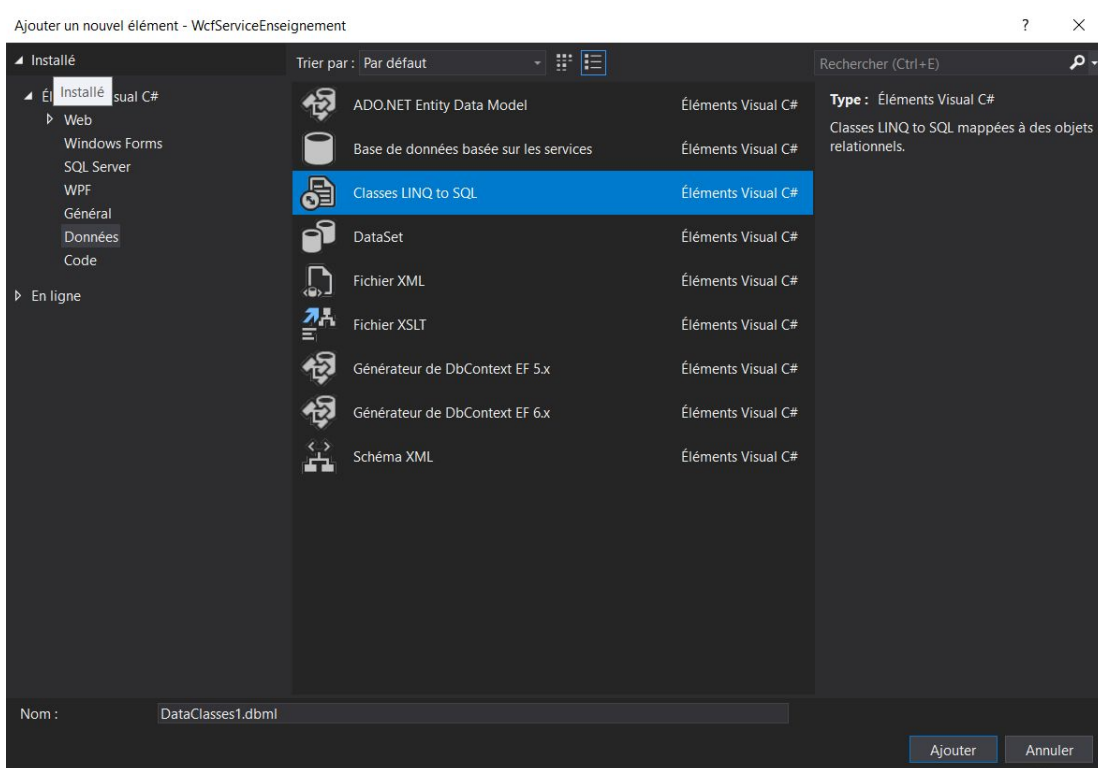 Ajouter un nouvel élément - WcfServiceEnseignement
?
Installé
Trier par : Par défaut
Rechercher (Ctrl+E)
Installé
sual C#
Web
Windows Forms
SQL Server
WPF
Général
Données
Code
En ligne
ADO.NET Entity Data Model Éléments Visual C#
Base de données basée sur les services Éléments Visual C#
Classes LINQ to SQL Éléments Visual C#
DataSet Éléments Visual C#
Fichier XML Éléments Visual C#
Fichier XSLT Éléments Visual C#
Générateur de DbContext EF 5.x Éléments Visual C#
Générateur de DbContext EF 6.x Éléments Visual C#
Schéma XML Éléments Visual C#
Type : Éléments Visual C#
Classes LINQ to SQL mappées à des objets
relationnels.
Nom : DataClasses1.dbml
Ajouter Annuler